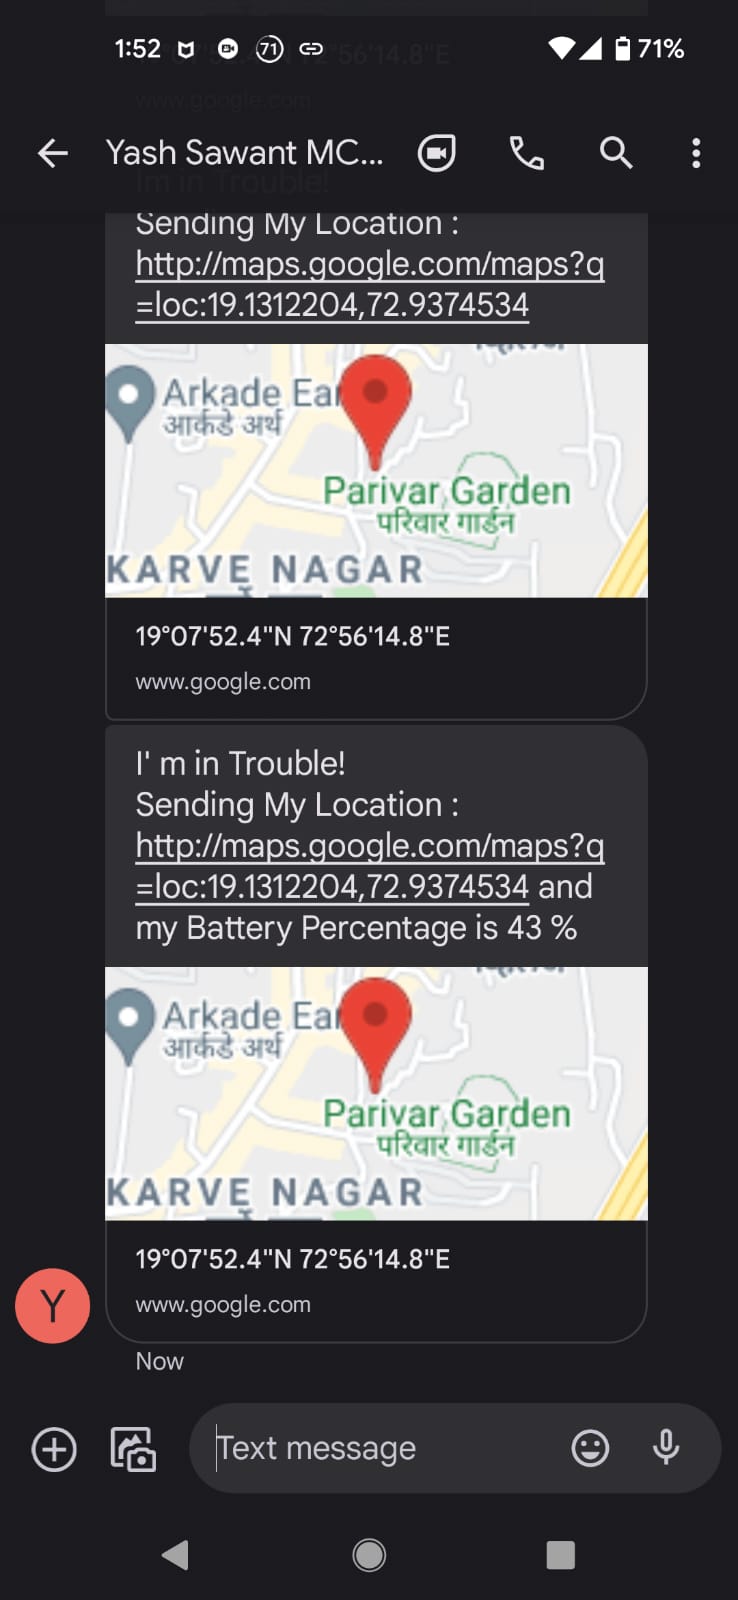 1:52
71
71%
Yash Sawant MC...
Im in Trouble!
Sending My Location :
http://maps.google.com/maps?q
=loc:19.1312204,72.9374534
Arkade Ear
आर्कडे अर्थ
Parivar Garden
परिवार गार्डन
KARVE NAGAR
19°07'52.4"N 72°56'14.8"E
www.google.com
I' m in Trouble!
Sending My Location :
http://maps.google.com/maps?q
=loc:19.1312204,72.9374534 and
my Battery Percentage is 43 %
Arkade Ear
आर्कडे अर्थ
Parivar Garden
परिवार गार्डन
KARVE NAGAR
19°07'52.4"N 72°56'14.8"E
www.google.com
Y
Now
Text message